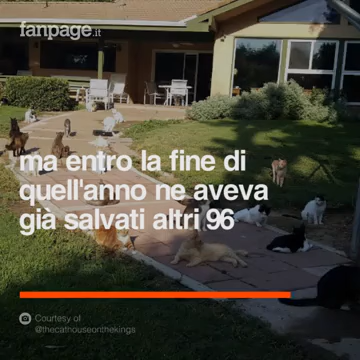 fanpage.it
ma entro la fine di
quell'anno ne aveva
già salvati altri 96
Courtesy of
@thecathouseonthekings